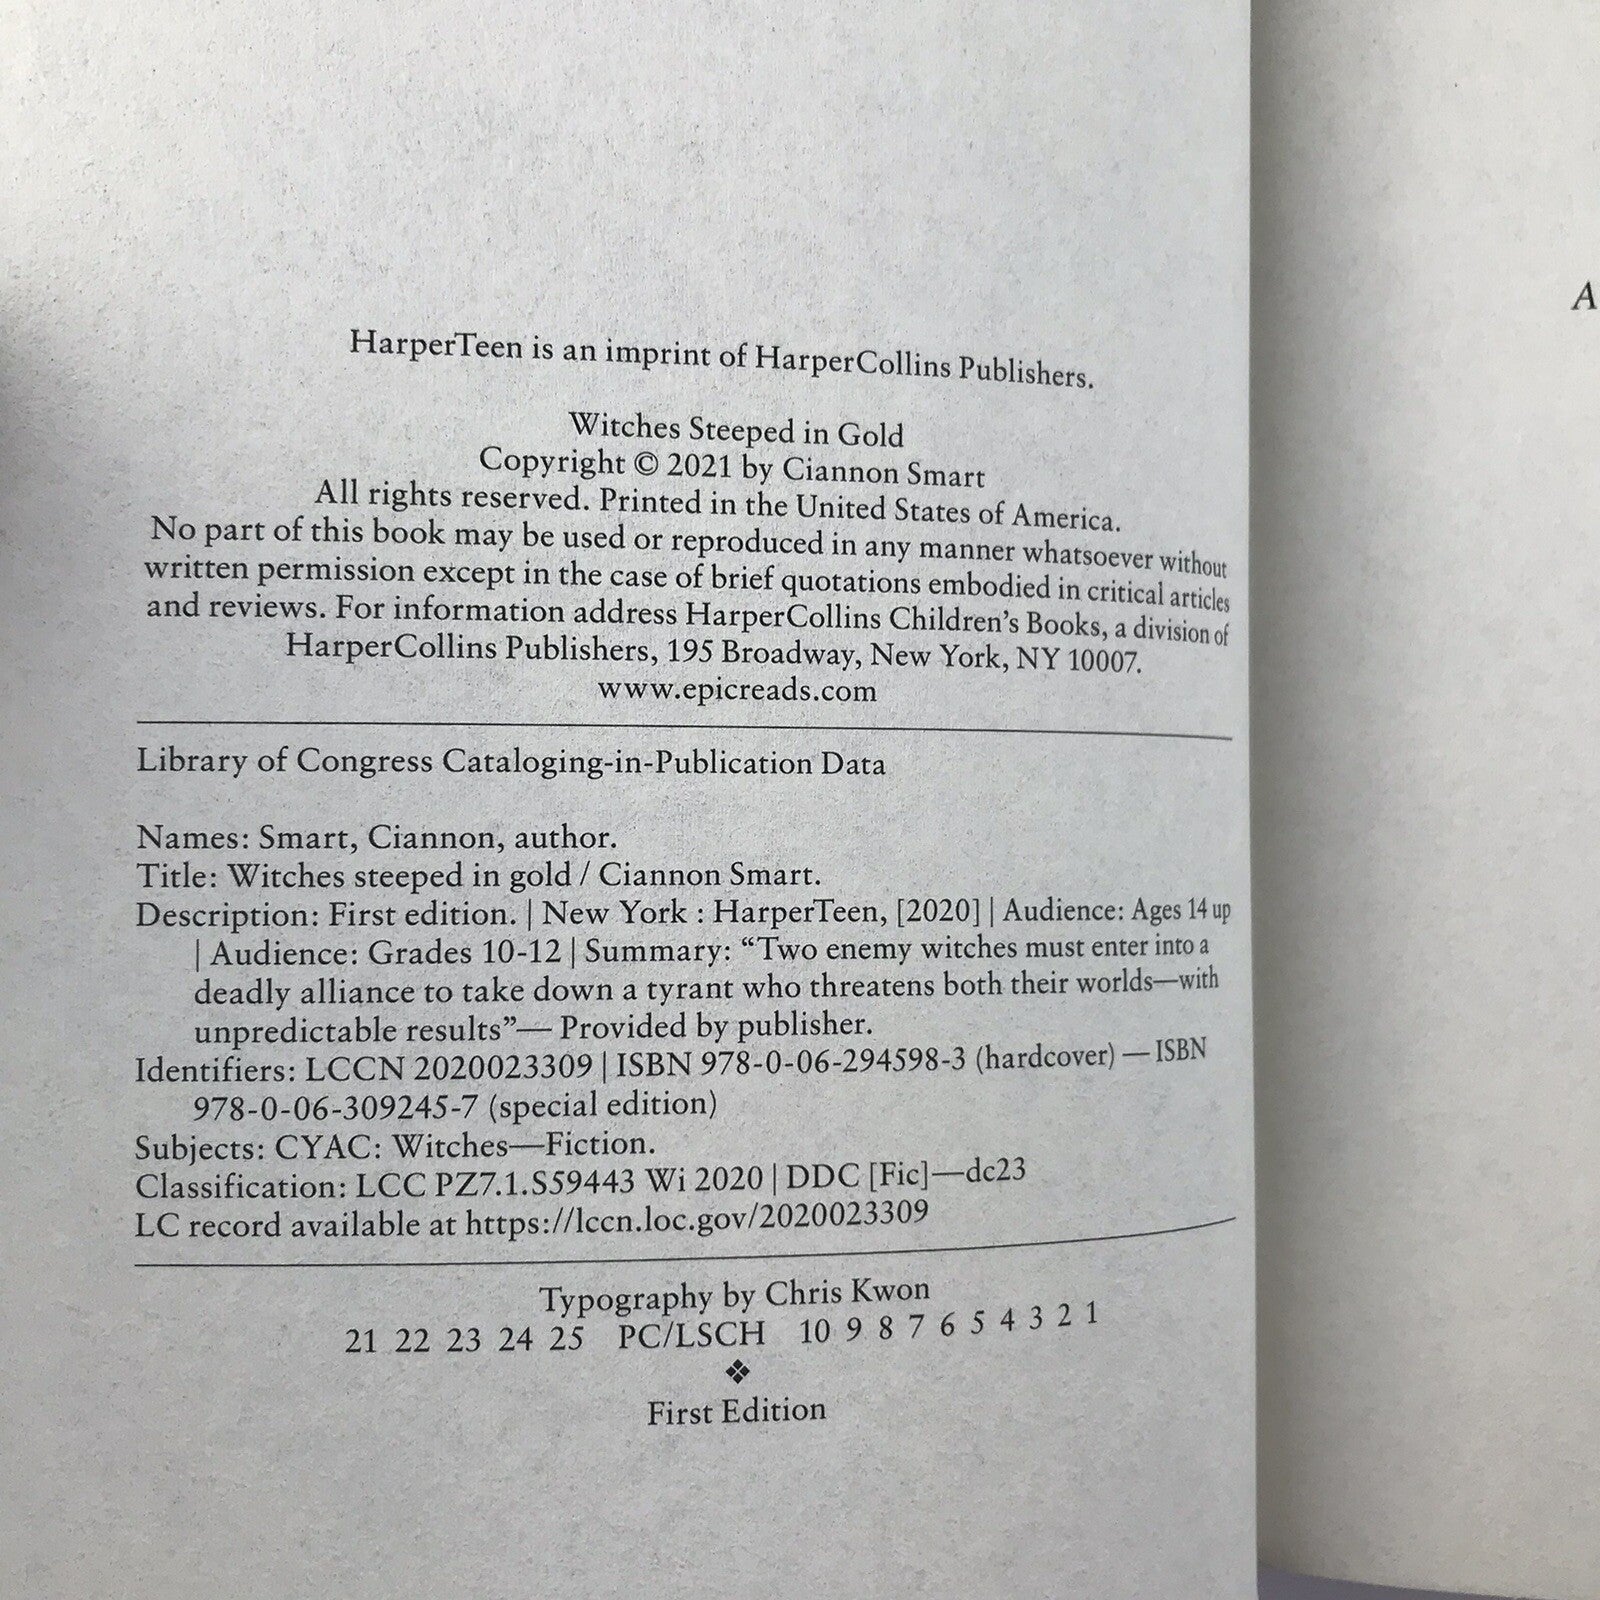 HarperTeen is an imprint of HarperCollins Publishers.
Witches Steeped in Gold
Copyright © 2021 by Ciannon Smart
All rights reserved. Printed in the United States of America.
No part of this book may be used or reproduced in any manner whatsoever without
written permission except in the case of brief quotations embodied in critical articles
and reviews. For information address HarperCollins Children's Books, a division of
HarperCollins Publishers, 195 Broadway, New York, NY 10007.
www.epicreads.com
Library of Congress Cataloging-in-Publication Data
Names: Smart, Ciannon, author.
Title: Witches steeped in gold / Ciannon Smart.
Description: First edition. | New York : HarperTeen, [2020] | Audience: Ages 14 up
| Audience: Grades 10-12 | Summary: “Two enemy witches must enter into a
deadly alliance to take down a tyrant who threatens both their worlds—with
unpredictable results”— Provided by publisher.
Identifiers: LCCN 2020023309 | ISBN 978-0-06-294598-3 (hardcover) — ISBN
978-0-06-309245-7 (special edition)
Subjects: CYAC: Witches—Fiction.
Classification: LCC PZ7.1.S59443 Wi 2020 | DDC [Fic]—dc23
LC record available at https://lccn.loc.gov/2020023309
Typography by Chris Kwon
21 22 23 24 25 PC/LSCH 10 9 8 7 6 5 4 3 2 1
❖
First Edition
A